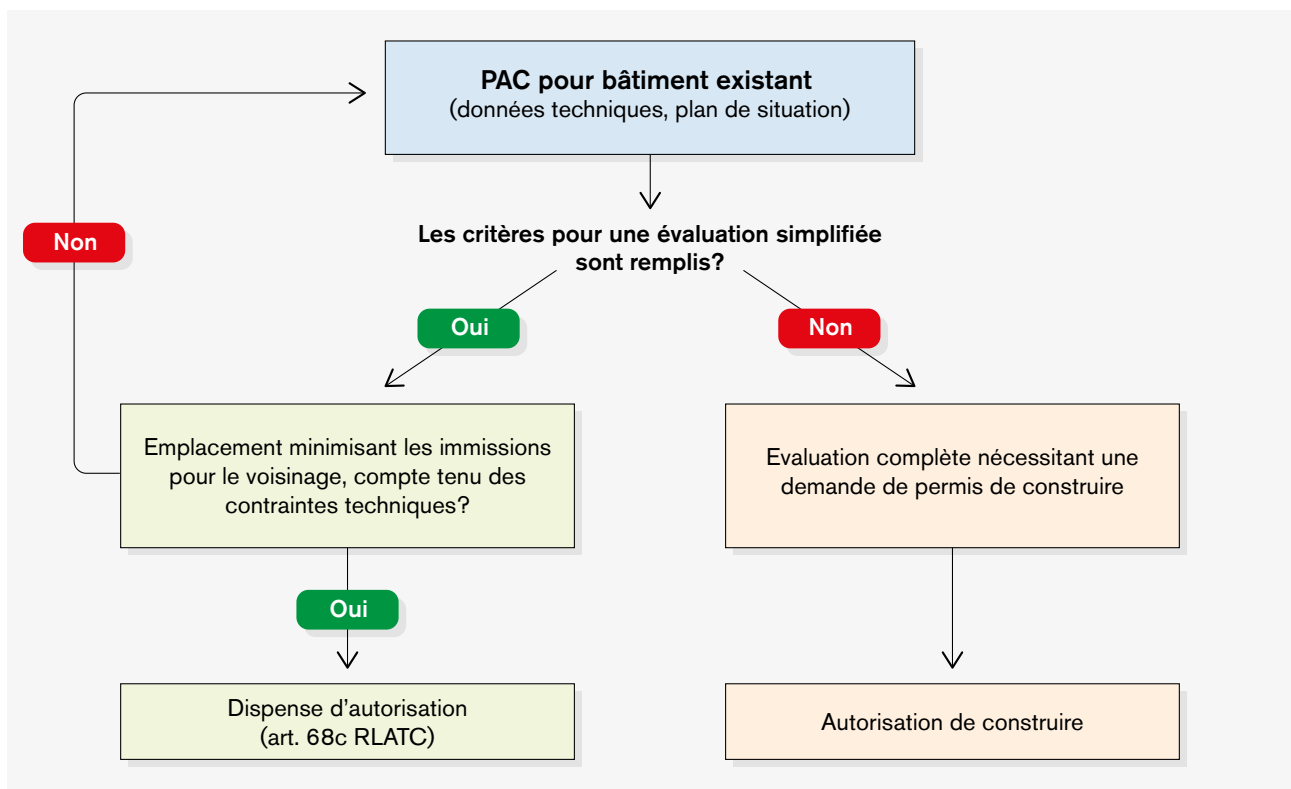 PAC pour bâtiment existant
(données techniques, plan de situation)
Non
Les critères pour une évaluation simplifiée
sont remplis?
Oui
Non
Emplacement minimisant les immissions
pour le voisinage, compte tenu des
contraintes techniques?
Evaluation complète nécessitant une
demande de permis de construire
Oui
Dispense d'autorisation
(art. 68c RLATC)
Autorisation de construire